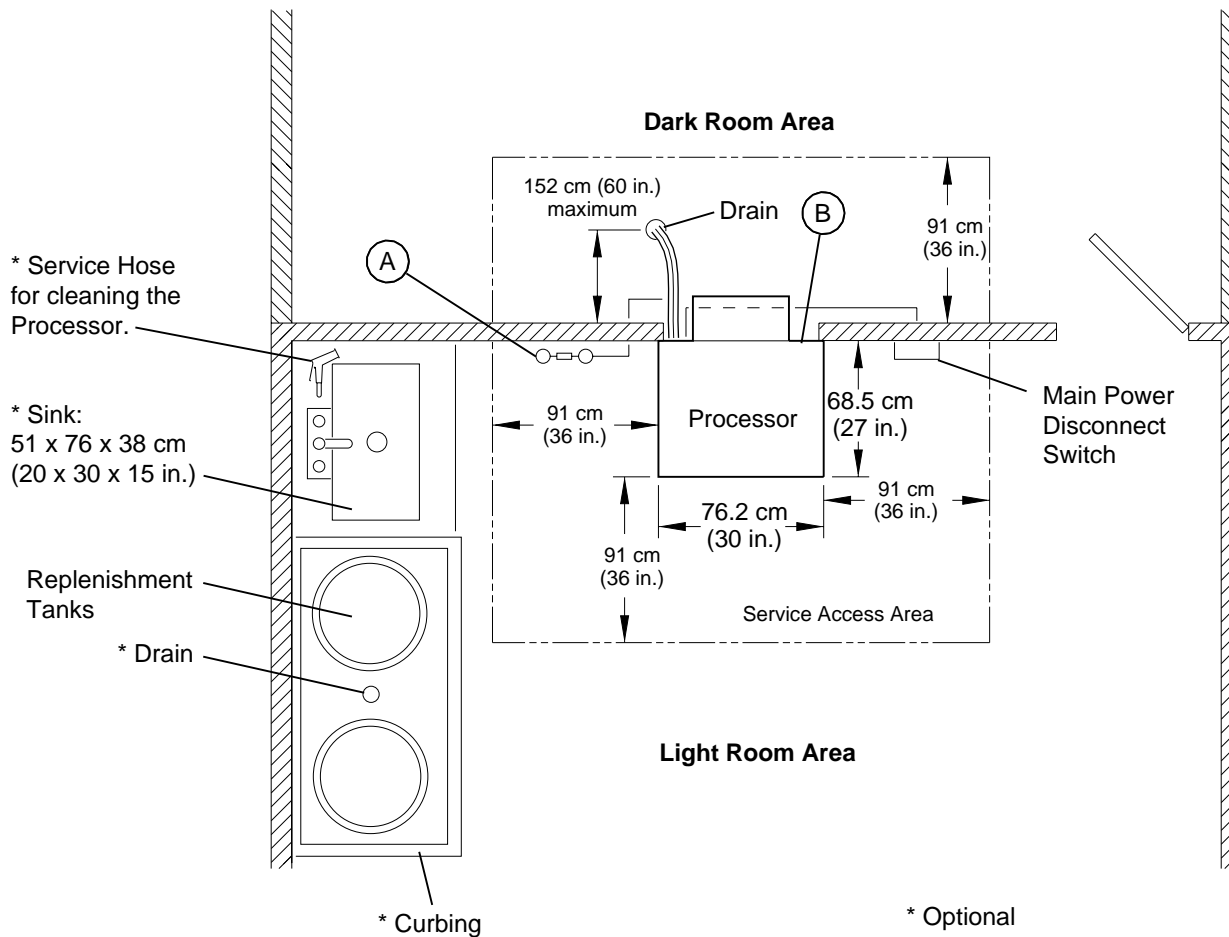 Dark Room Area
152 cm (60 in.)
maximum
Drain
B
91 cm
(36 in.)
A
* Service Hose
for cleaning the
Processor.
* Sink:
51 x 76 x 38 cm
(20 x 30 x 15 in.)
91 cm
(36 in.)
Processor
68.5 cm
(27 in.)
Main Power
Disconnect
Switch
76.2 cm
(30 in.)
91 cm
(36 in.)
91 cm
(36 in.)
Service Access Area
Replenishment
Tanks
* Drain
Light Room Area
* Curbing
* Optional